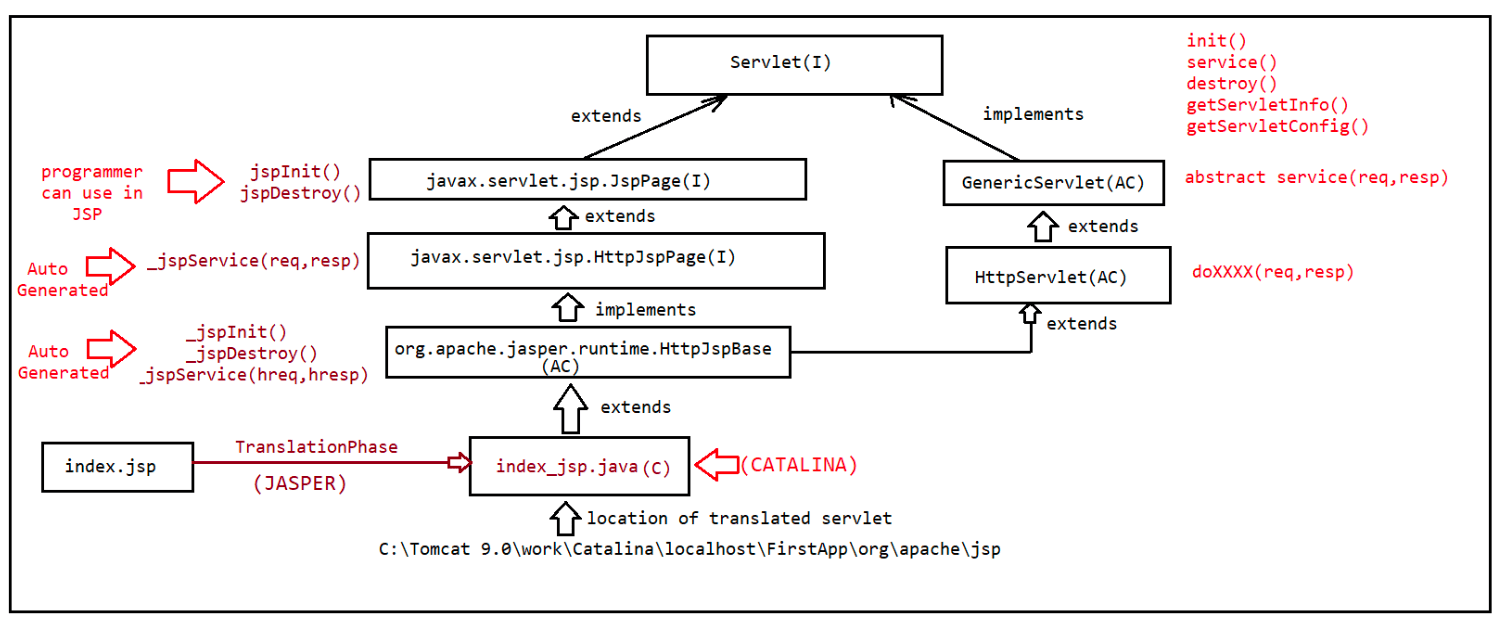 Servlet(I)
init()
service()
destroy()
getServletInfo()
getServletConfig()
extends
implements
programmer
can use in
JSP
jspInit()
jspDestroy()
javax.servlet.jsp.JspPage(I)
GenericServlet(AC)
abstract service(req,resp)
extends
extends
Auto
Generated
_jspService(req,resp)
javax.servlet.jsp.HttpJspPage(I)
HttpServlet(AC)
doXXXX(req,resp)
implements
extends
Auto
Generated
_jspInit()
_jspDestroy()
_jspService(hreq,hresp)
org.apache.jasper.runtime.HttpJspBase
(AC)
extends
index.jsp
TranslationPhase
(JASPER)
index_jsp.java(C)
(CATALINA)
location of translated servlet
C:\Tomcat 9.0\work\Catalina\localhost\FirstApp\org\apache\jsp